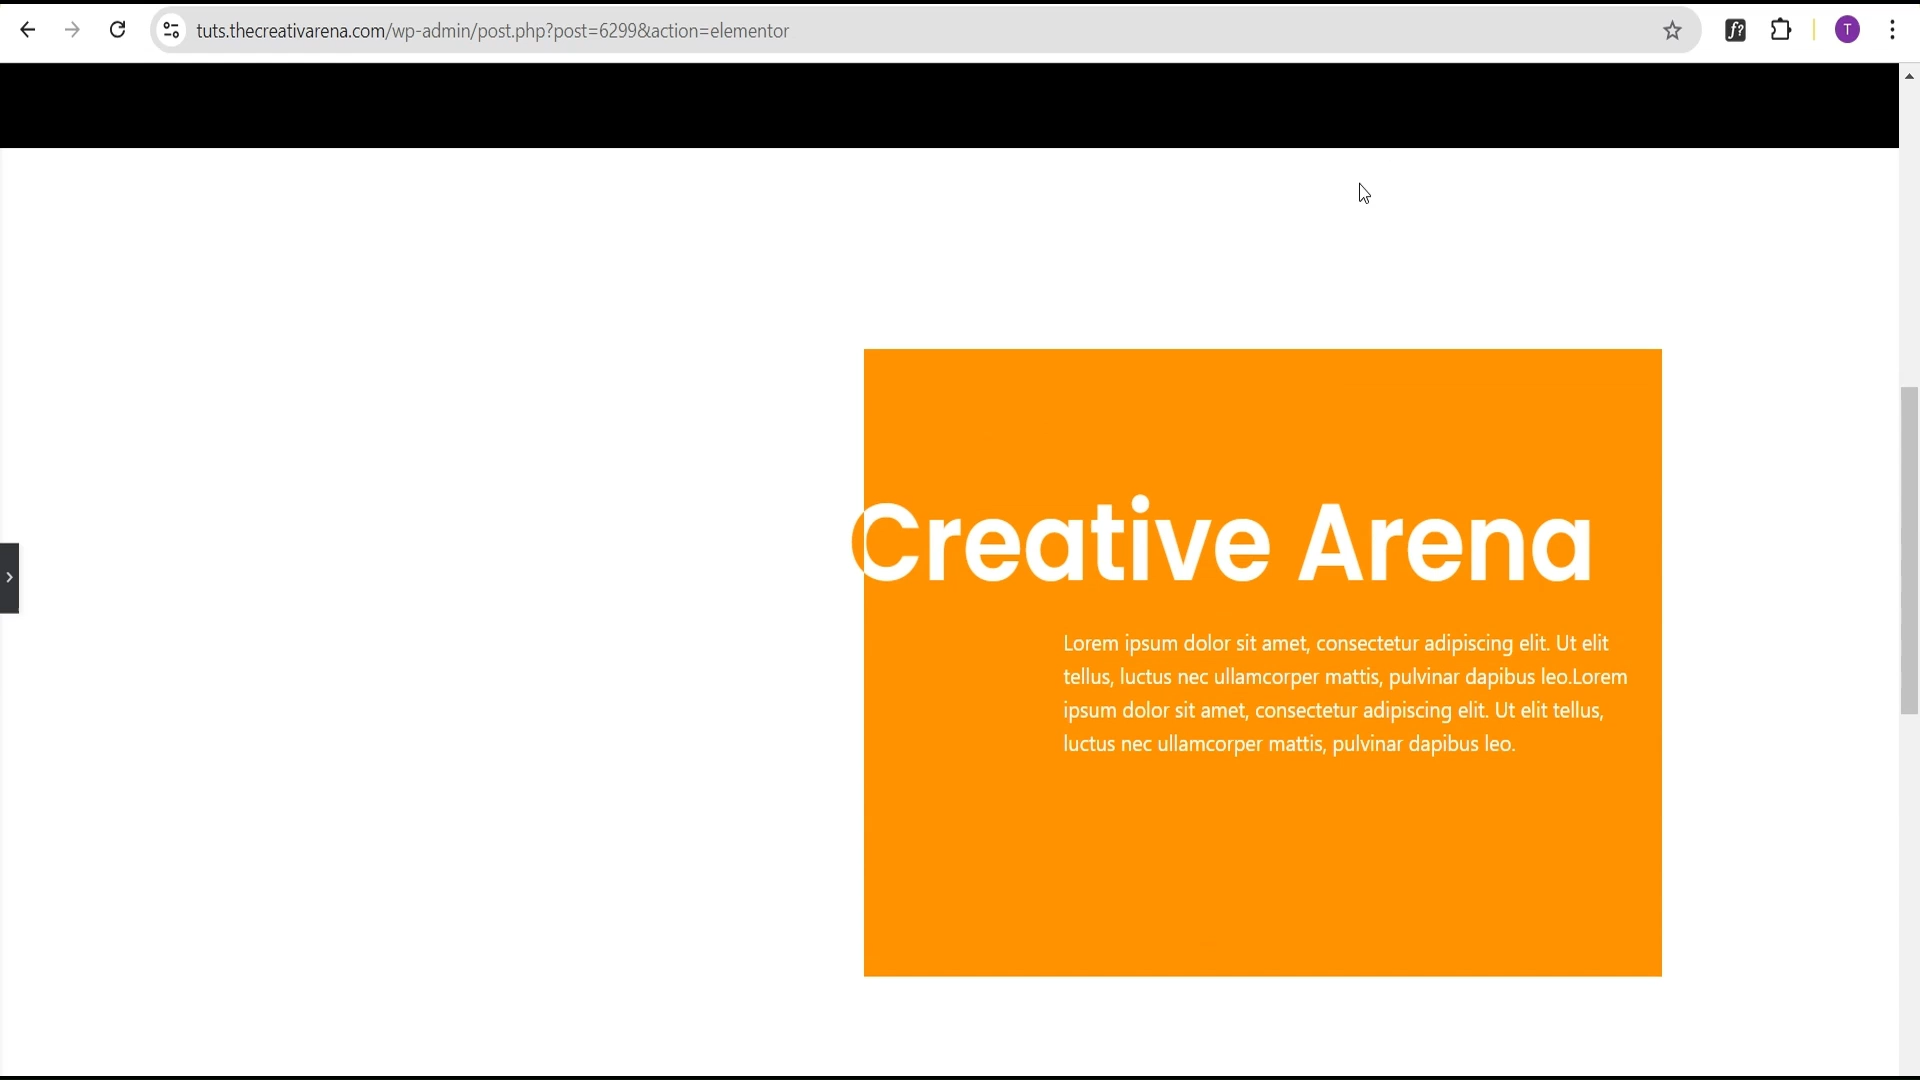 tuts.thecreativarena.com/wp-admin/post.php?post=6299&action=elementor
f?
T
Creative Arena
Lorem ipsum dolor sit amet, consectetur adipiscing elit. Ut elit
tellus, luctus nec ullamcorper mattis, pulvinar dapibus leo.Lorem
ipsum dolor sit amet, consectetur adipiscing elit. Ut elit tellus,
luctus nec ullamcorper mattis, pulvinar dapibus leo.